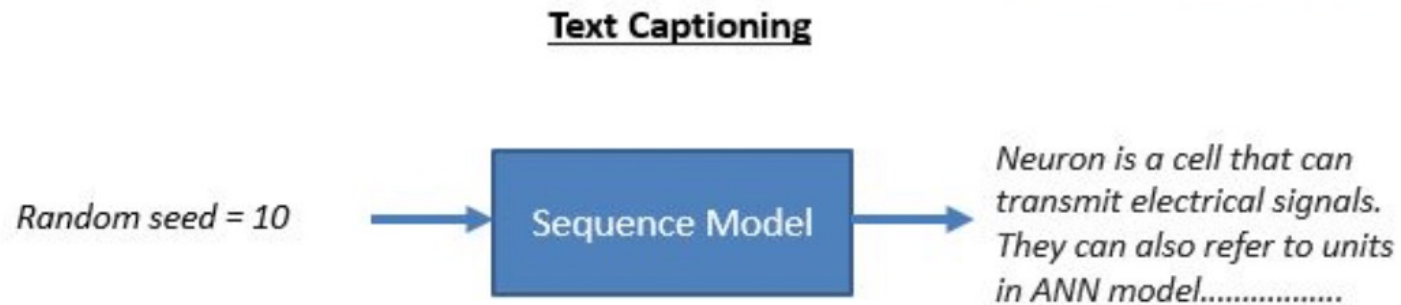 Text Captioning
Random seed = 10
Sequence Model
Neuron is a cell that can
transmit electrical signals.
They can also refer to units
in ANN model.................